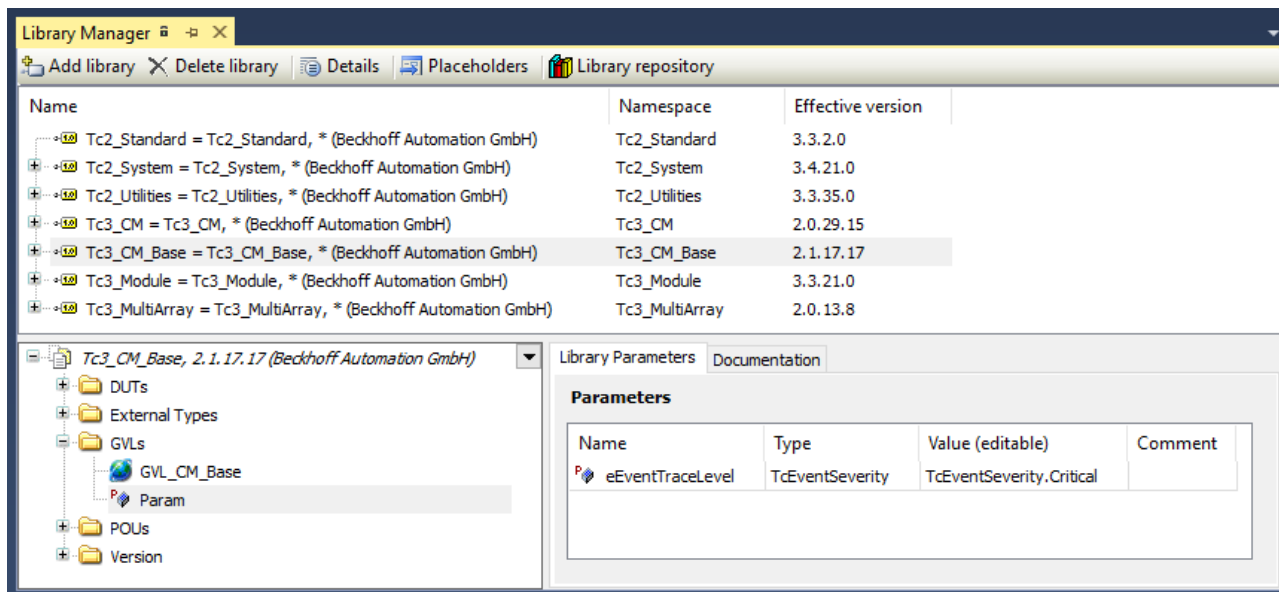 Library Manager
Add library Delete library Details Placeholders Library repository
Name Namespace Effective version
Tc2_Standard = Tc2_Standard, * (Beckhoff Automation GmbH) Tc2_Standard 3.3.2.0
Tc2_System = Tc2_System, * (Beckhoff Automation GmbH) Tc2_System 3.4.21.0
Tc2_Utilities = Tc2_Utilities, * (Beckhoff Automation GmbH) Tc2_Utilities 3.3.35.0
Tc3_CM = Tc3_CM, * (Beckhoff Automation GmbH) Tc3_CM 2.0.29.15
Tc3_CM_Base = Tc3_CM_Base, * (Beckhoff Automation GmbH) Tc3_CM_Base 2.1.17.17
Tc3_Module = Tc3_Module, * (Beckhoff Automation GmbH) Tc3_Module 3.3.21.0
Tc3_MultiArray = Tc3_MultiArray, * (Beckhoff Automation GmbH) Tc3_MultiArray 2.0.13.8
Tc3_CM_Base, 2.1.17.17 (Beckhoff Automation GmbH)
DUTs
External Types
GVLs
GVL_CM_Base
Param
POUs
Version
Library Parameters Documentation
Parameters
Name Type Value (editable) Comment
eEventTraceLevel TcEventSeverity TcEventSeverity.Critical